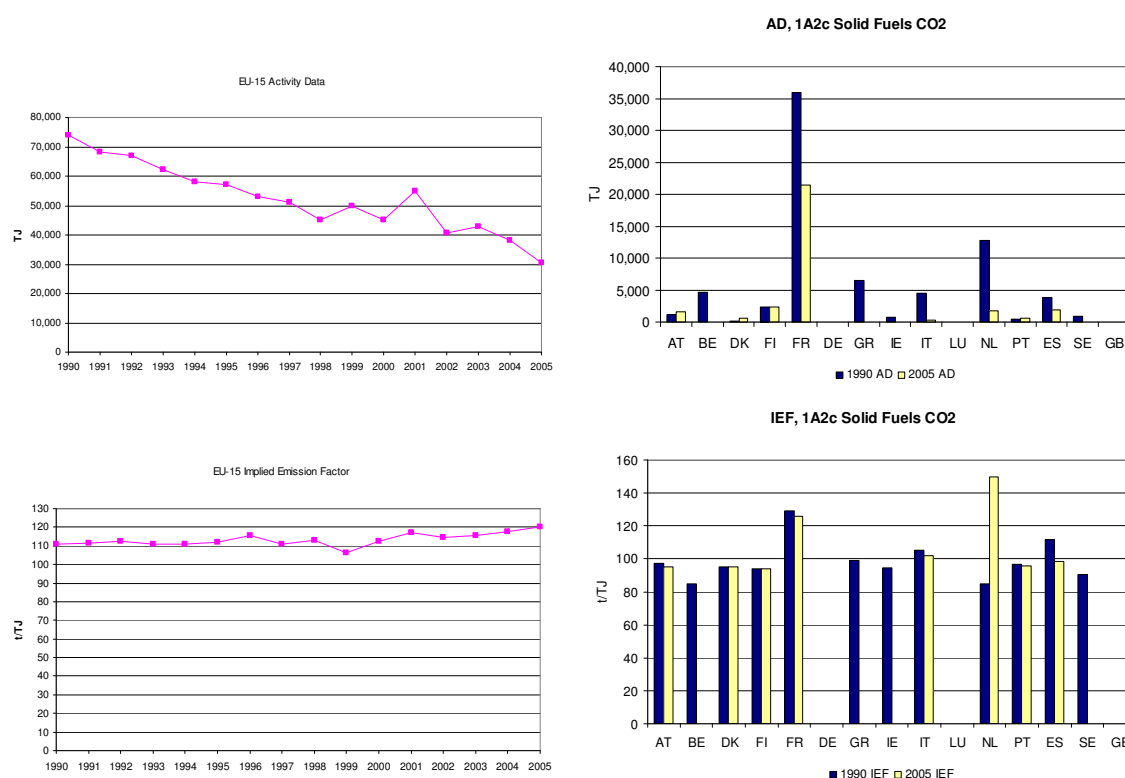 EU-15 Activity Data
80,000
70,000
60,000
50,000
40,000
30,000
20,000
10,000
0
TJ
1990 1991 1992 1993 1994 1995 1996 1997 1998 1999 2000 2001 2002 2003 2004 2005
AD, 1A2c Solid Fuels CO2
40,000
35,000
30,000
25,000
20,000
15,000
10,000
5,000
0
TJ
AT BE DK FI FR DE GR IE IT LU NL PT ES SE GB
1990 AD 2005 AD
EU-15 Implied Emission Factor
130
120
110
100
90
80
70
60
50
40
30
20
10
0
t/TJ
1990 1991 1992 1993 1994 1995 1996 1997 1998 1999 2000 2001 2002 2003 2004 2005
IEF, 1A2c Solid Fuels CO2
160
140
120
100
80
60
40
20
0
t/TJ
AT BE DK FI FR DE GR IE IT LU NL PT ES SE
1990 IEF 2005 IEF